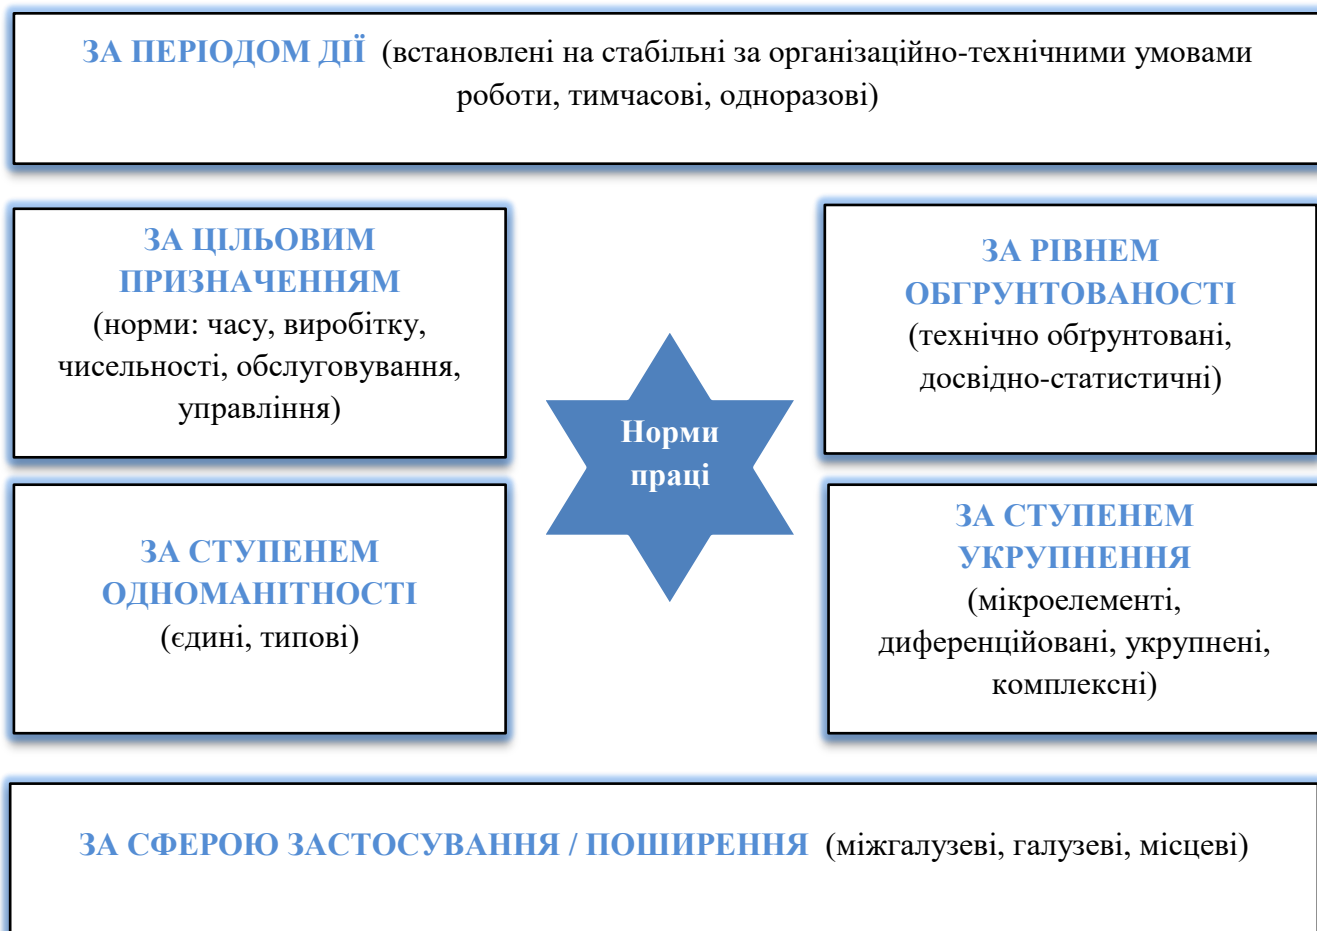 ЗА ПЕРІОДОМ ДІЇ (встановлені на стабільні за організаційно-технічними умовами
роботи, тимчасові, одноразові)
ЗА ЦІЛЬОВИМ
ПРИЗНАЧЕННЯМ
(норми: часу, виробітку,
чисельності, обслуговування,
управління)
ЗА РІВНЕМ
ОБГРУНТОВАНОСТІ
(технічно обґрунтовані,
досвідно-статистичні)
Норми
праці
ЗА СТУПЕНЕМ
ОДНОМАНІТНОСТІ
(єдині, типові)
ЗА СТУПЕНЕМ
УКРУПНЕННЯ
(мікроелементі,
диференційовані, укрупнені,
комплексні)
ЗА СФЕРОЮ ЗАСТОСУВАННЯ / ПОШИРЕННЯ (міжгалузеві, галузеві, місцеві)